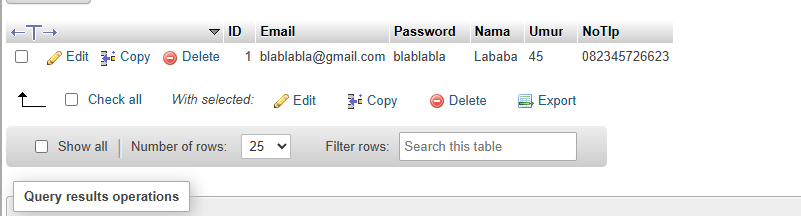 ID Email Password Nama Umur NoTlp
Edit Copy Delete 1 blablabla@gmail.com blablabla Lababa 45 082345726623
Check all With selected: Edit Copy Delete Export
Show all Number of rows: 25 Filter rows: Search this table
Query results operations